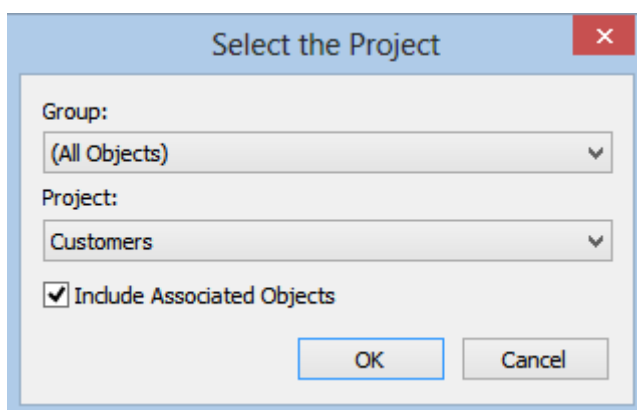 Select the Project
Group:
(All Objects)
Project:
Customers
Include Associated Objects
OK Cancel